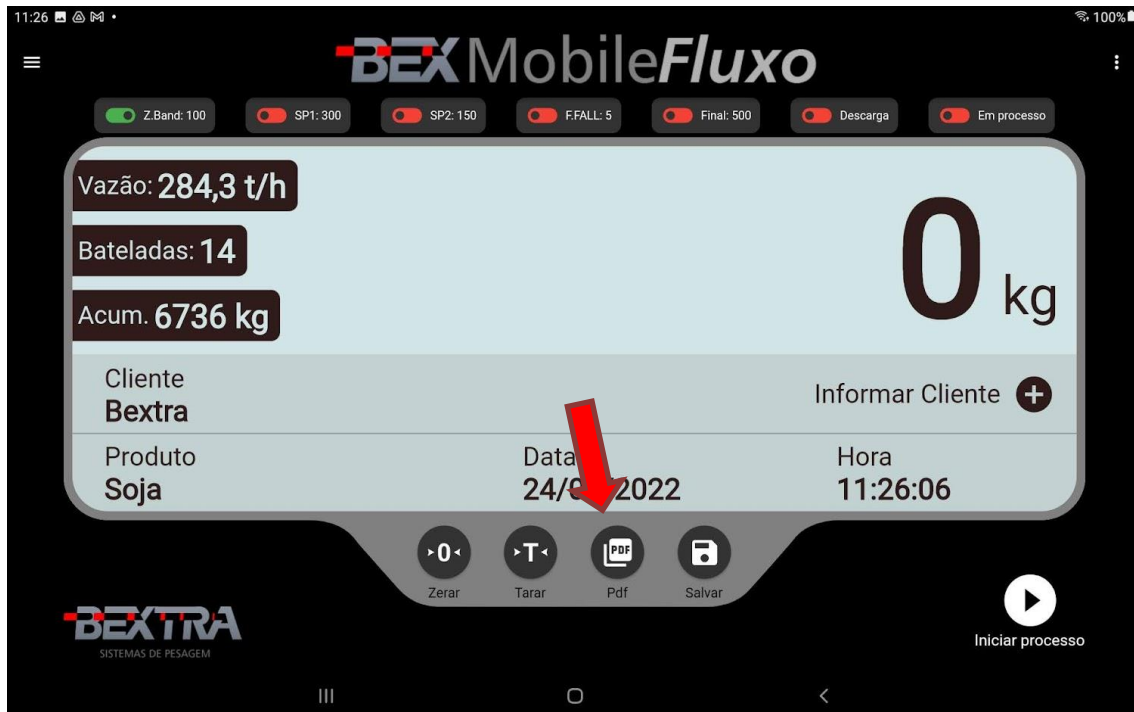 11:26
100%
BEX MobileFluxo
Z.Band: 100 SP1: 300 SP2: 150 F.FALL: 5 Final: 500 Descarga Em processo
Vazão: 284,3 t/h
Bateladas: 14
Acum. 6736 kg
0 kg
Cliente
Bextra
Informar Cliente
Produto
Soja
Data
24/ 2022
Hora
11:26:06
>0< >T< PDF
Zerar Tarar Pdf Salvar
BEXTRA
SISTEMAS DE PESAGEM
Iniciar processo